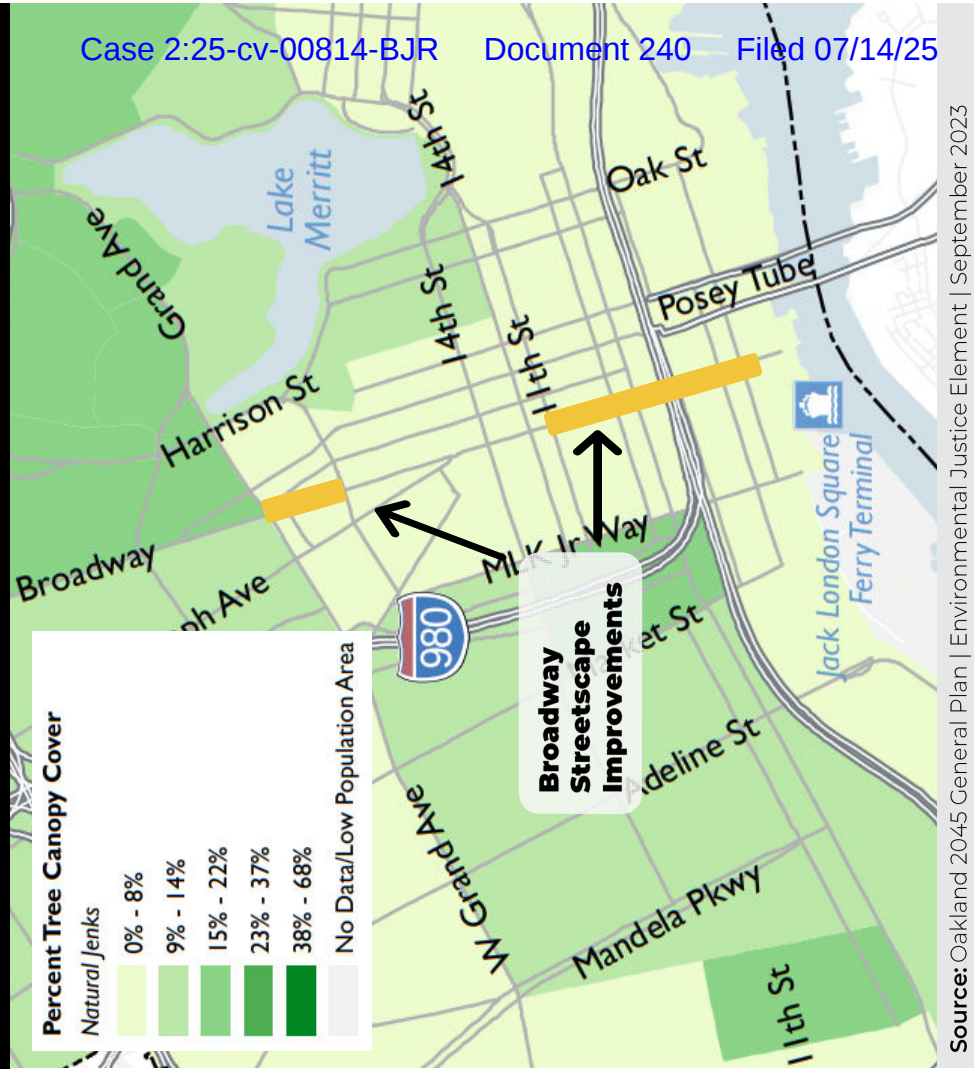 Case 2:25-cv-00814-BJR Document 240 Filed 07/14/25
Percent Tree Canopy Cover
Natural Jenks
0% - 8%
9% - 14%
15% - 22%
23% - 37%
38% - 68%
No Data/Low Population Area
Broadway
Streetscape
Improvements
W Grand Ave
Mandela Pkwy
11th St
Adeline St
Market St
MLK Jr Way
980
ph Ave
Broadway
Harrison St
Grand Ave
Lake
Merritt
14th St
14th St
11th St
Oak St
Posey Tube
Jack London Square
Ferry Terminal
Source: Oakland 2045 General Plan | Environmental Justice Element | September 2023